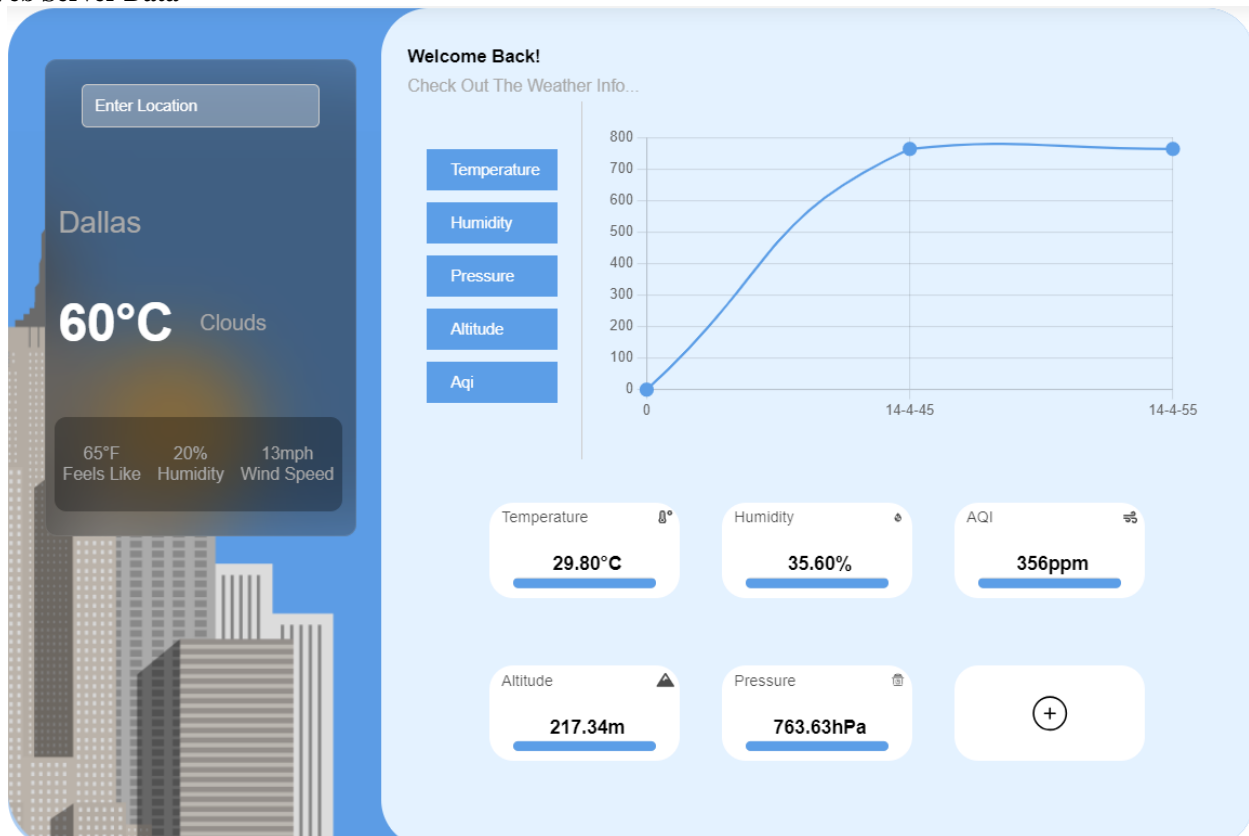 Enter Location
Dallas
60°C Clouds
65°F 20% 13mph
Feels Like Humidity Wind Speed
Welcome Back!
Check Out The Weather Info...
Temperature
Humidity
Pressure
Altitude
Aqi
800
700
600
500
400
300
200
100
0
0 14-4-45 14-4-55
Temperature
29.80°C
Humidity
35.60%
AQI
356ppm
Altitude
217.34m
Pressure
763.63hPa